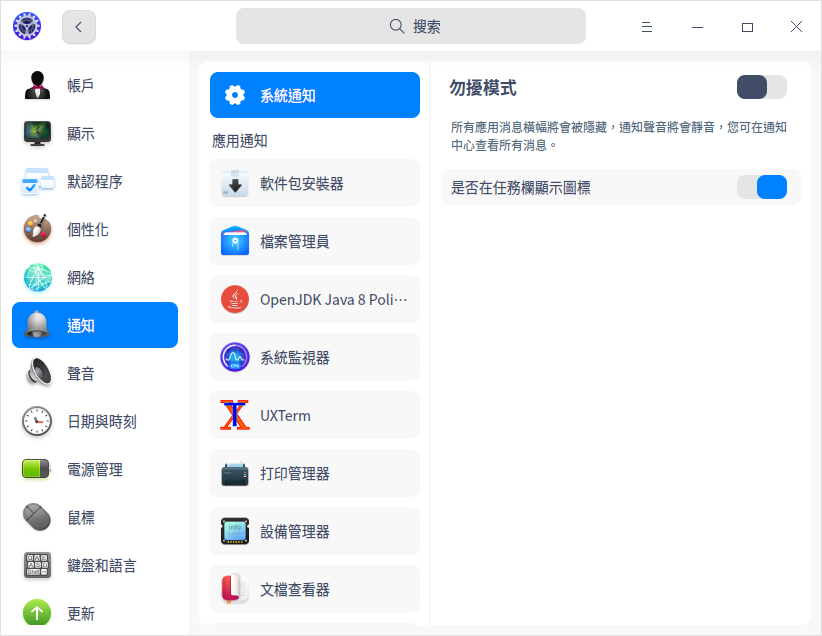 搜索
帳戶
顯示
默認程序
個性化
網絡
通知
聲音
日期與時刻
電源管理
鼠標
鍵盤和語言
更新
系統通知
應用通知
軟件包安裝器
檔案管理員
OpenJDK Java 8 Poli···
系統監視器
UXTerm
打印管理器
設備管理器
文檔查看器
勿擾模式
所有應用消息橫幅將會被隱藏，通知聲音將會靜音，您可在通知
中心查看所有消息。
是否在任務欄顯示圖標